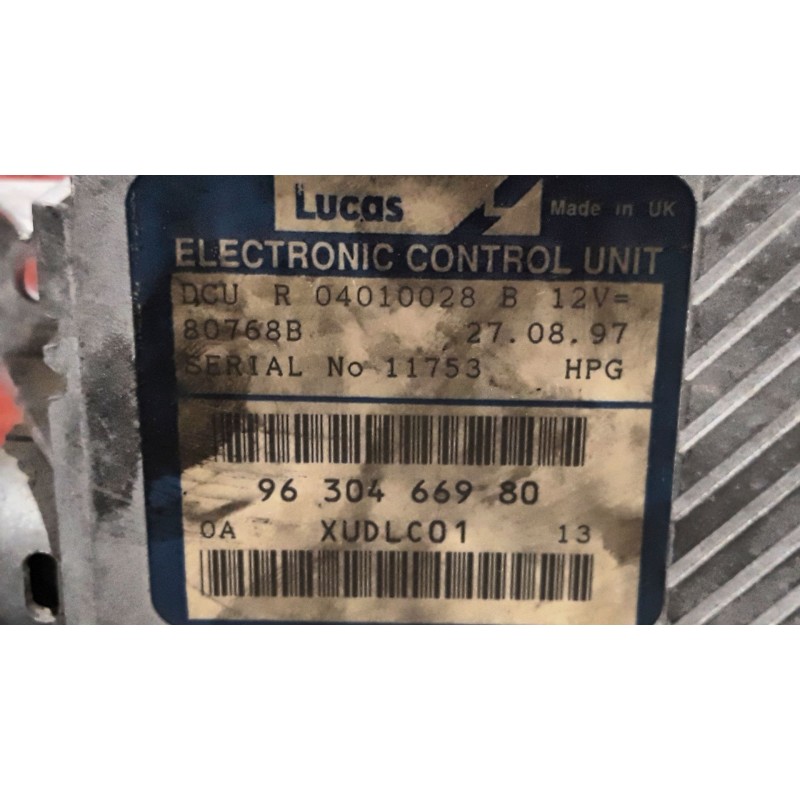 Lucas
Made in UK
ELECTRONIC CONTROL UNIT
DCU R 04010028 B 12V=
80768B 27.08.97
SERIAL No 11753 HPG
96 304 669 80
0A XUDLC01 13